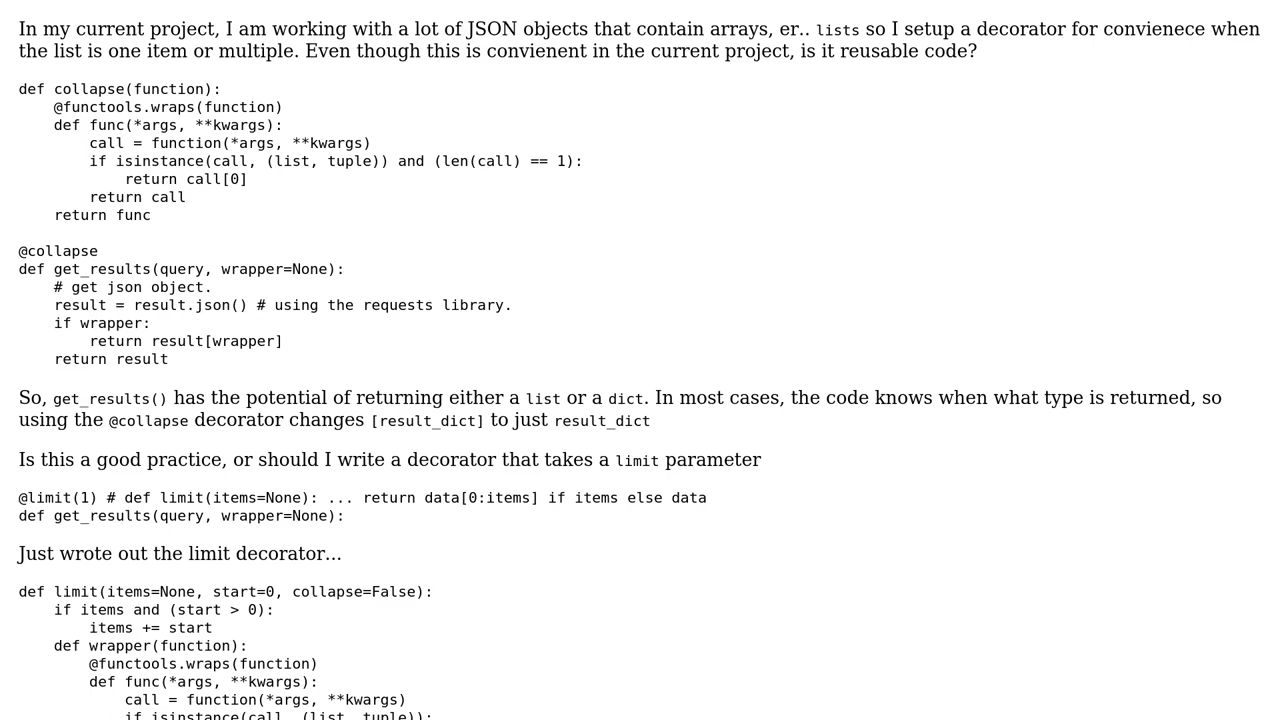 In my current project, I am working with a lot of JSON objects that contain arrays, er.. lists so I setup a decorator for convienece when
the list is one item or multiple. Even though this is convienent in the current project, is it reusable code?
def collapse(function):
    @functools.wraps(function)
    def func(*args, **kwargs):
        call = function(*args, **kwargs)
        if isinstance(call, (list, tuple)) and (len(call) == 1):
            return call[0]
        return call
    return func
@collapse
def get_results(query, wrapper=None):
    # get json object.
    result = result.json() # using the requests library.
    if wrapper:
        return result[wrapper]
    return result
So, get_results() has the potential of returning either a list or a dict. In most cases, the code knows when what type is returned, so
using the @collapse decorator changes [result_dict] to just result_dict
Is this a good practice, or should I write a decorator that takes a limit parameter
@limit(1) # def limit(items=None): ... return data[0:items] if items else data
def get_results(query, wrapper=None):
Just wrote out the limit decorator...
def limit(items=None, start=0, collapse=False):
    if items and (start > 0):
        items += start
    def wrapper(function):
        @functools.wraps(function)
        def func(*args, **kwargs):
            call = function(*args, **kwargs)
            if isinstance(call, (list, tuple)):